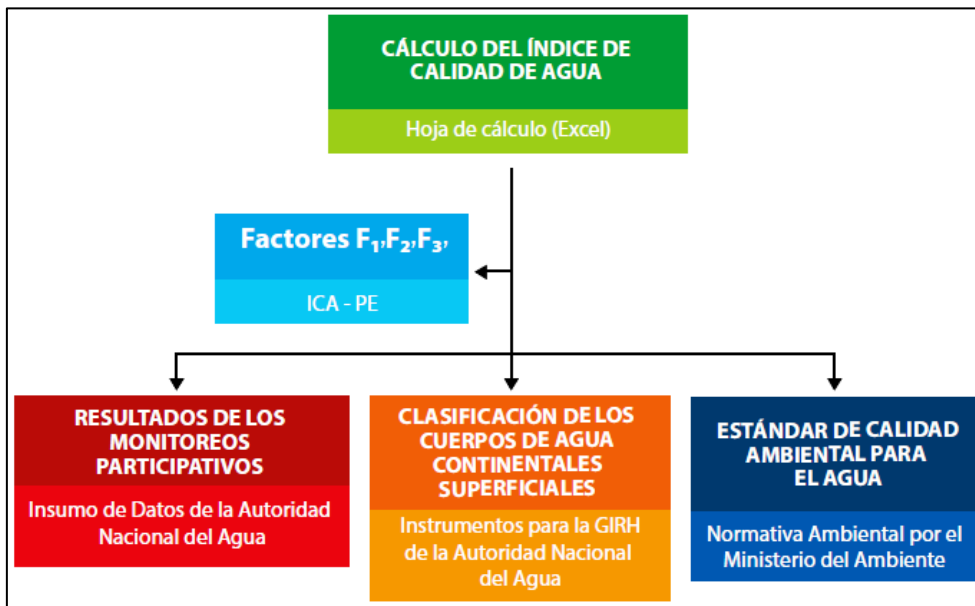 CÁLCULO DEL ÍNDICE DE
CALIDAD DE AGUA
Hoja de cálculo (Excel)
Factores F₁,F₂,F₃,
ICA - PE
RESULTADOS DE LOS
MONITOREOS
PARTICIPATIVOS
Insumo de Datos de la Autoridad
Nacional del Agua
CLASIFICACIÓN DE LOS
CUERPOS DE AGUA
CONTINENTALES
SUPERFICIALES
Instrumentos para la GIRH
de la Autoridad Nacional
del Agua
ESTÁNDAR DE CALIDAD
AMBIENTAL PARA
EL AGUA
Normativa Ambiental por el
Ministerio del Ambiente